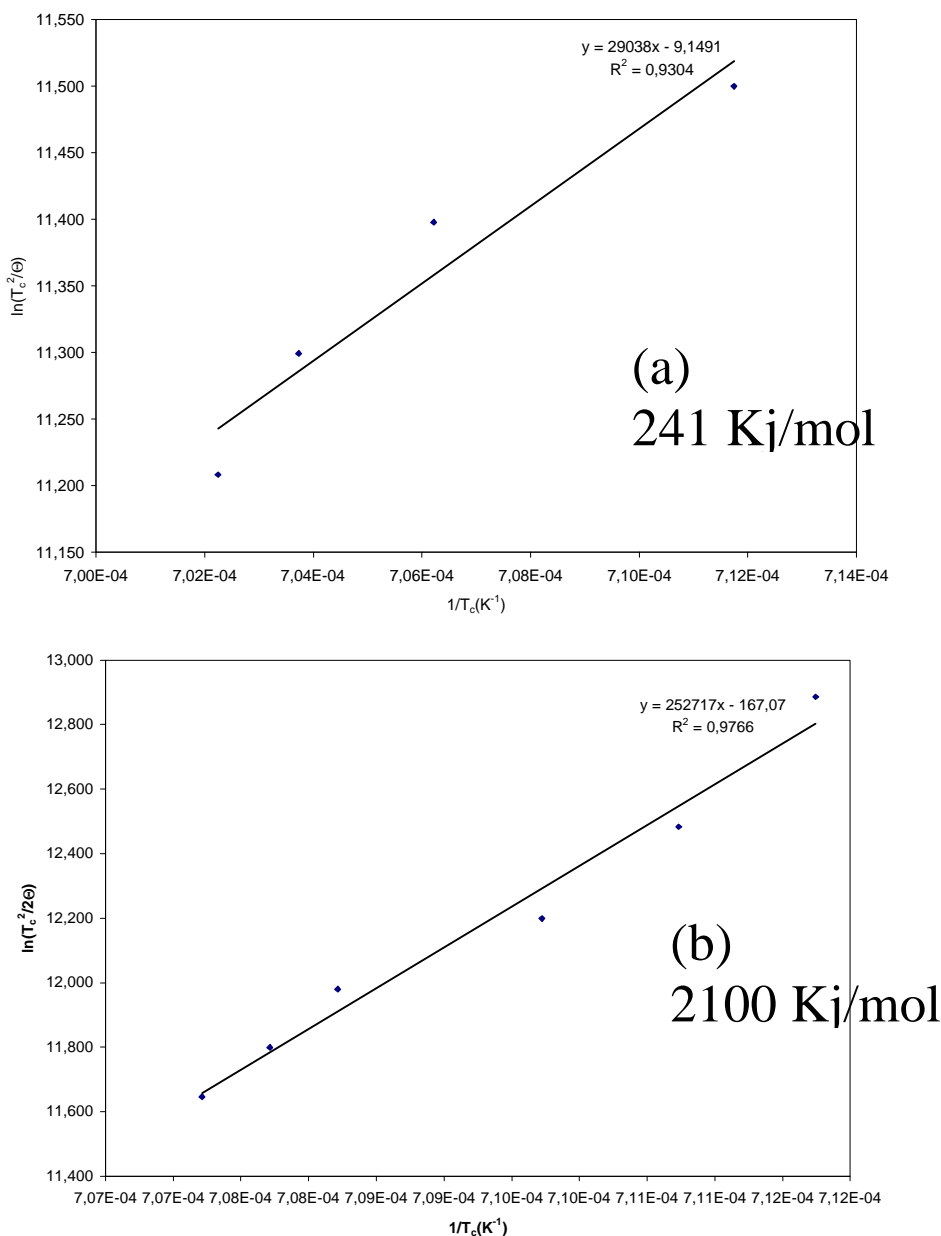 11,550
11,500
11,450
11,400
11,350
11,300
11,250
11,200
11,150
ln(Tc²/Θ)
y = 29038x - 9,1491
R² = 0,9304
(a)
241 Kj/mol
7,00E-04 7,02E-04 7,04E-04 7,06E-04 7,08E-04 7,10E-04 7,12E-04 7,14E-04
1/Tc(K⁻¹)
13,000
12,800
12,600
12,400
12,200
12,000
11,800
11,600
11,400
ln(Tc²/2Θ)
y = 252717x - 167,07
R² = 0,9766
(b)
2100 Kj/mol
7,07E-04 7,07E-04 7,08E-04 7,08E-04 7,09E-04 7,09E-04 7,10E-04 7,10E-04 7,11E-04 7,11E-04 7,12E-04 7,12E-04
1/Tc(K⁻¹)